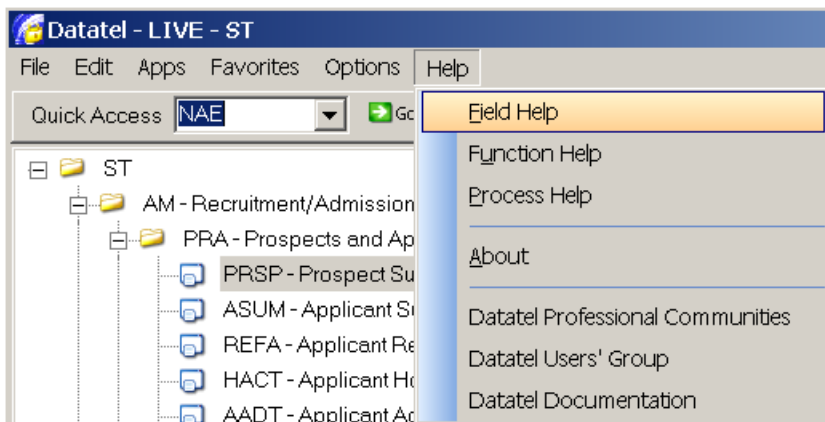 Datatel - LIVE - ST
File Edit Apps Favorites Options Help
Quick Access NAE Go
Field Help
Function Help
Process Help
About
Datatel Professional Communities
Datatel Users' Group
Datatel Documentation
ST
AM - Recruitment/Admission
PRA - Prospects and Ap
PRSP - Prospect Su
ASUM - Applicant S
REFA - Applicant Re
HACT - Applicant Ho
AADT - Applicant Ad